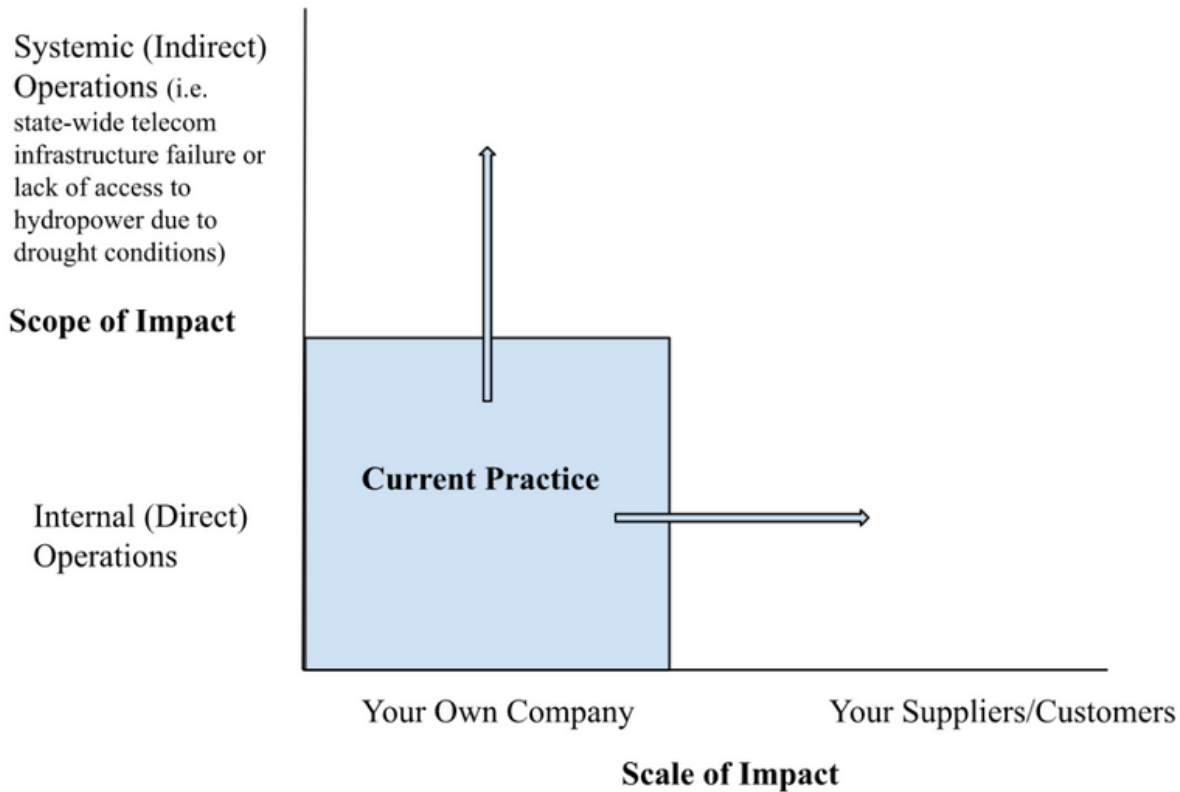 Systemic (Indirect)
Operations (i.e.
state-wide telecom
infrastructure failure or
lack of access to
hydropower due to
drought conditions)
Scope of Impact
Current Practice
Internal (Direct)
Operations
Your Own Company
Your Suppliers/Customers
Scale of Impact